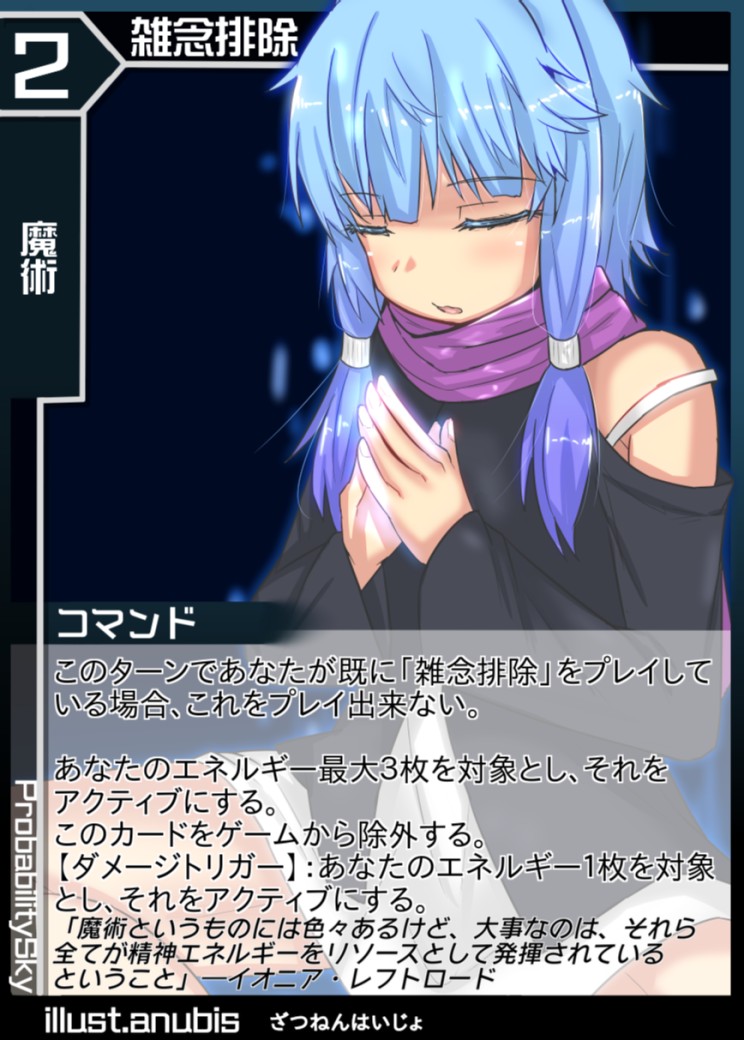 2
雑念排除
魔術
コマンド
このターンであなたが既に「雑念排除」をプレイして
いる場合、これをプレイ出来ない。
あなたのエネルギー最大3枚を対象とし、それを
アクティブにする。
このカードをゲームから除外する。
【ダメージトリガー】:あなたのエネルギー1枚を対象
とし、それをアクティブにする。
「魔術というものには色々あるけど、大事なのは、それら
全てが精神エネルギーをリソースとして発揮されている
ということ」―イオニア・レフトロード
ProbabilitySky
illust.anubis ざつねんはいじょ